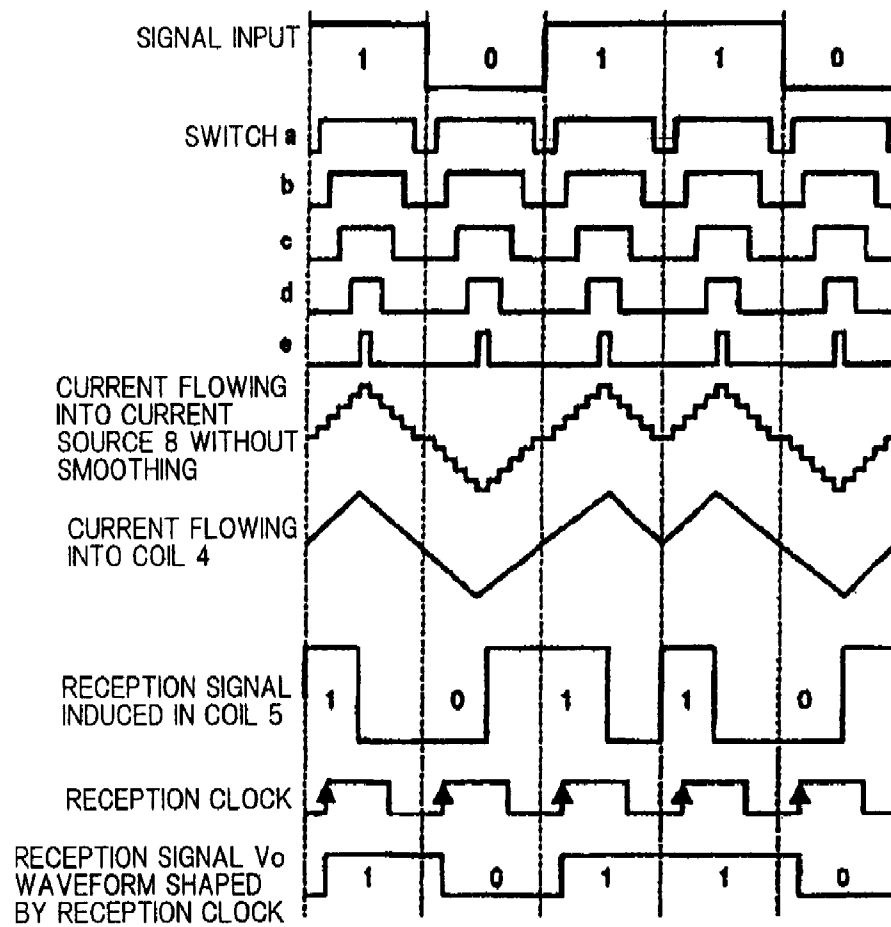 SIGNAL INPUT
1 0 1 1 0
SWITCH a
b
c
d
e
CURRENT FLOWING
INTO CURRENT
SOURCE 8 WITHOUT
SMOOTHING
CURRENT FLOWING
INTO COIL 4
RECEPTION SIGNAL
INDUCED IN COIL 5
1 0 1 1 0
RECEPTION CLOCK
RECEPTION SIGNAL Vo
WAVEFORM SHAPED
BY RECEPTION CLOCK
1 0 1 1 0